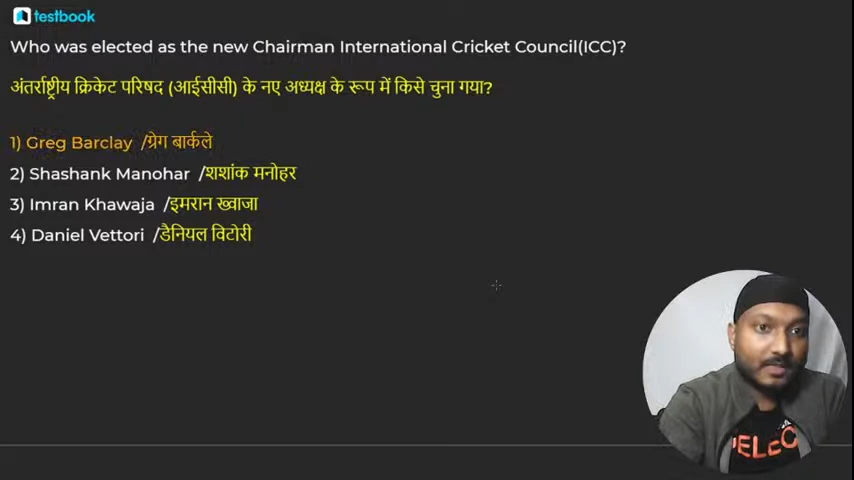 testbook
Who was elected as the new Chairman International Cricket Council(ICC)?
अंतर्राष्ट्रीय क्रिकेट परिषद (आईसीसी) के नए अध्यक्ष के रूप में किसे चुना गया?
1) Greg Barclay /ग्रेग बार्कले
2) Shashank Manohar /शशांक मनोहर
3) Imran Khawaja /इमरान ख्वाजा
4) Daniel Vettori /डैनियल विटोरी